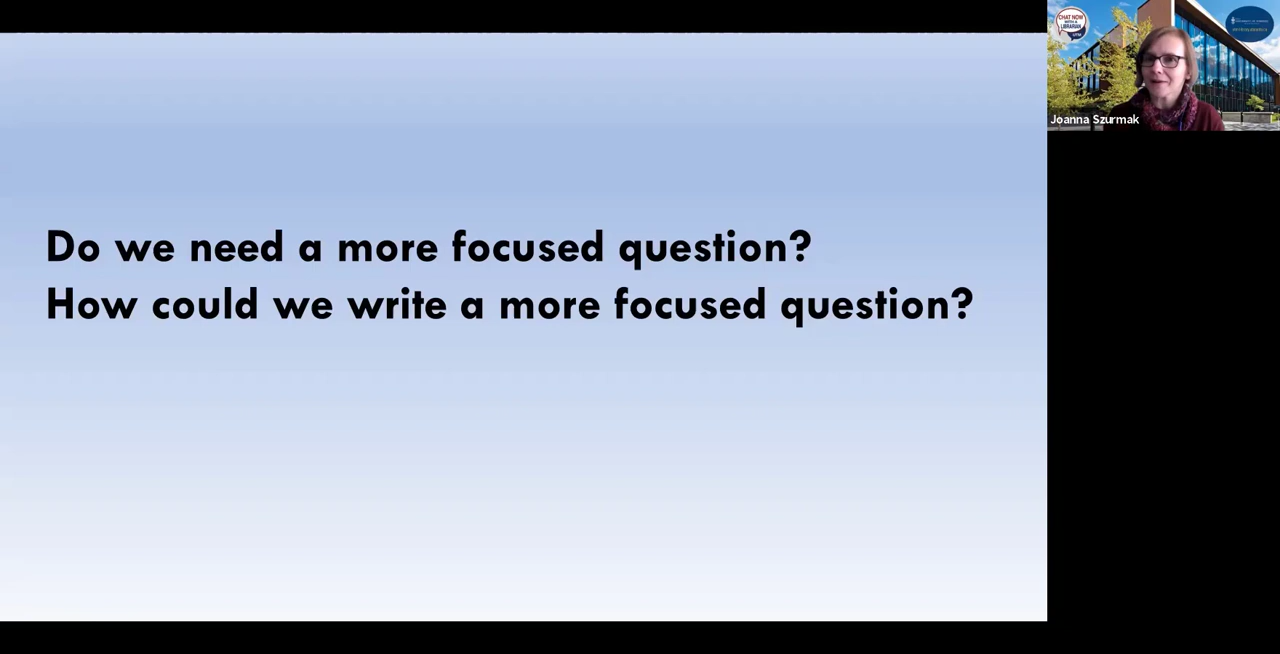 Do we need a more focused question?
How could we write a more focused question?
CHAT NOW
WITH A
LIBRARIAN
UTM
Joanna Szurmak